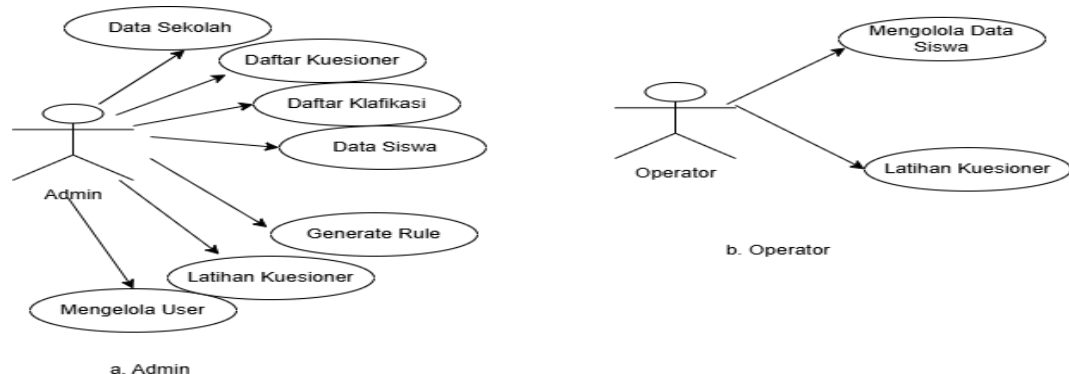 Data Sekolah
Daftar Kuesioner
Daftar Klafikasi
Data Siswa
Admin
Generate Rule
Latihan Kuesioner
Mengelola User
a. Admin
Mengolola Data
Siswa
Operator
Latihan Kuesioner
b. Operator